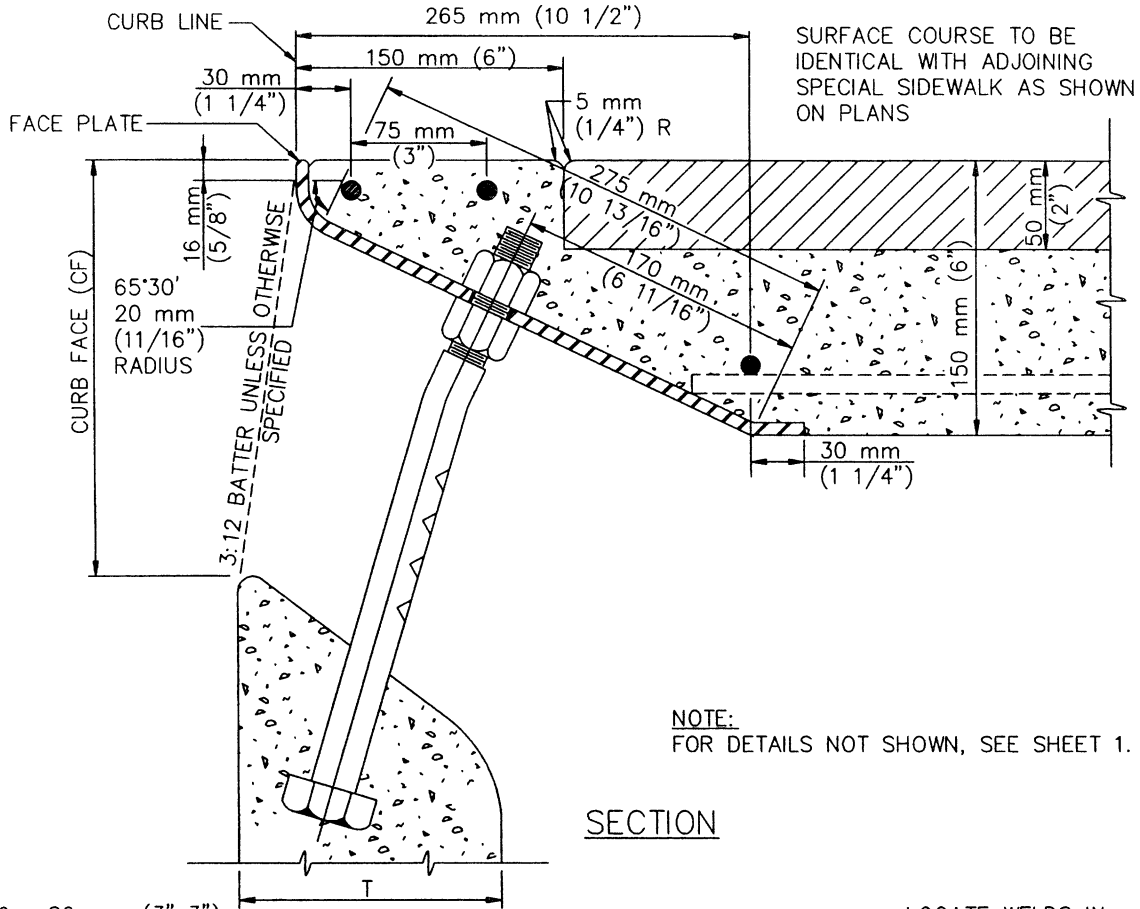 CURB LINE
265 mm (10 1/2")
SURFACE COURSE TO BE
IDENTICAL WITH ADJOINING
SPECIAL SIDEWALK AS SHOWN
ON PLANS
150 mm (6")
30 mm
(1 1/4")
5 mm
(1/4") R
FACE PLATE
75 mm
(3")
275 mm
(10 13/16")
50 mm
(2")
16 mm
(5/8")
170 mm
(6 11/16")
150 mm (6")
65°30'
20 mm
(11/16")
RADIUS
CURB FACE (CF)
3:12 BATTER UNLESS OTHERWISE
SPECIFIED
30 mm
(1 1/4")
NOTE:
FOR DETAILS NOT SHOWN, SEE SHEET 1.
SECTION
T